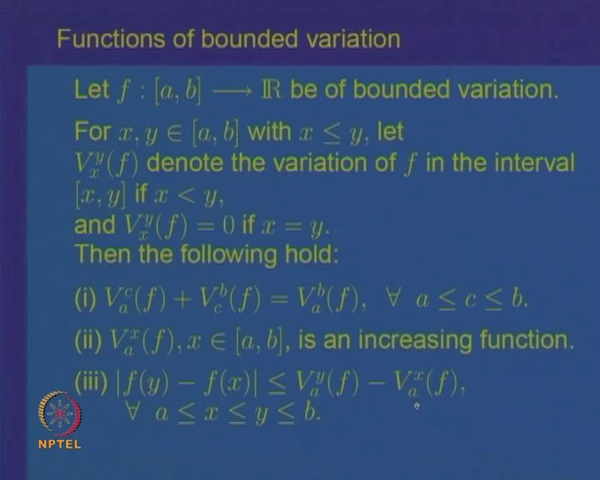 Functions of bounded variation
Let f : [a, b] ⟶ ℝ be of bounded variation.
For x, y ∈ [a, b] with x ≤ y, let
V_x^y(f) denote the variation of f in the interval
[x, y] if x < y,
and V_x^y(f) = 0 if x = y.
Then the following hold:
(i) V_a^c(f) + V_c^b(f) = V_a^b(f), ∀ a ≤ c ≤ b.
(ii) V_a^x(f), x ∈ [a, b], is an increasing function.
(iii) |f(y) − f(x)| ≤ V_a^y(f) − V_a^x(f),
∀ a ≤ x ≤ y ≤ b.
NPTEL